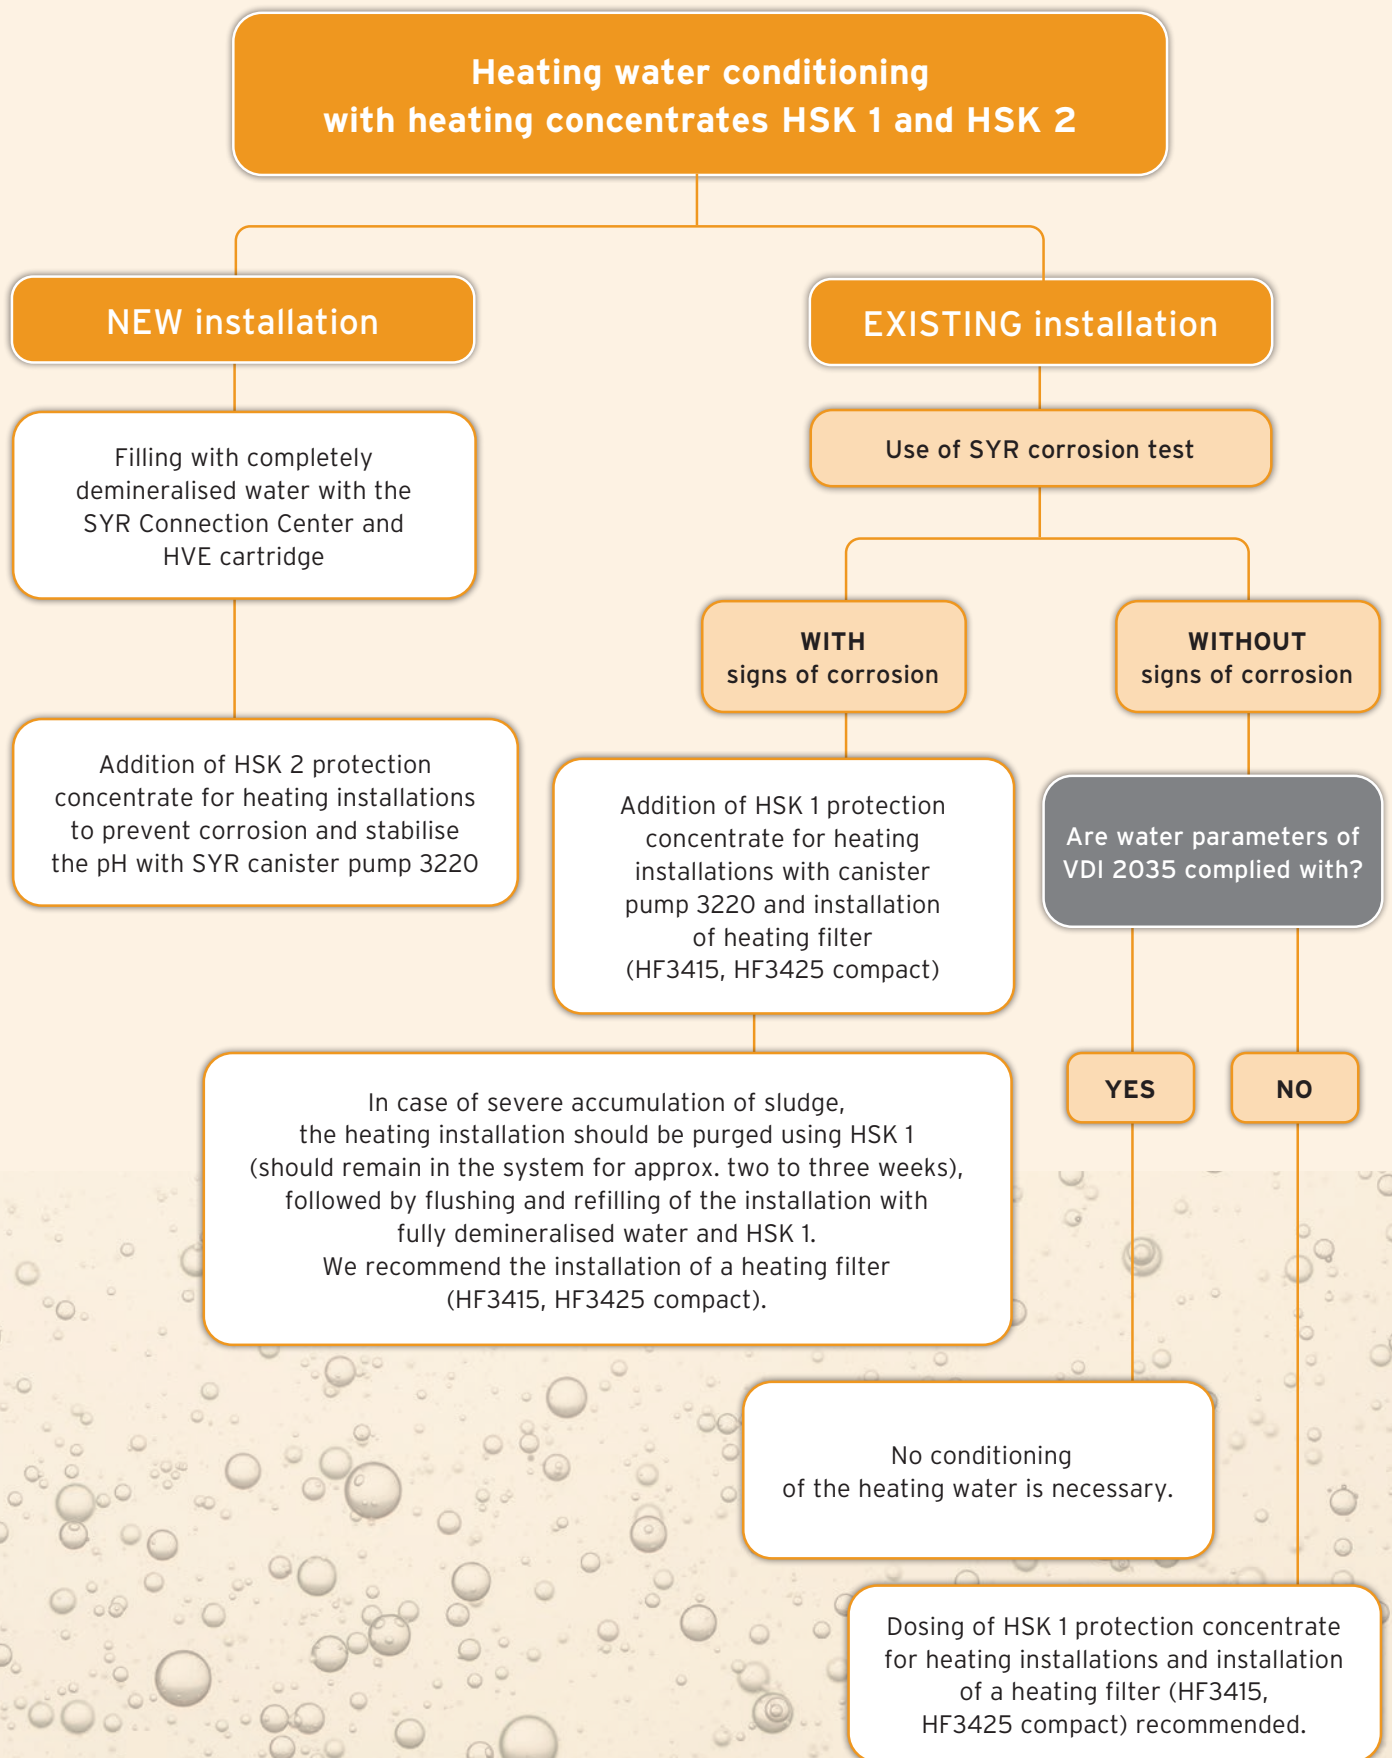 Heating water conditioning
with heating concentrates HSK 1 and HSK 2
NEW installation
Filling with completely
demineralised water with the
SYR Connection Center and
HVE cartridge
Addition of HSK 2 protection
concentrate for heating installations
to prevent corrosion and stabilise
the pH with SYR canister pump 3220
EXISTING installation
Use of SYR corrosion test
WITH
signs of corrosion
Addition of HSK 1 protection
concentrate for heating
installations with canister
pump 3220 and installation
of heating filter
(HF3415, HF3425 compact)
In case of severe accumulation of sludge,
the heating installation should be purged using HSK 1
(should remain in the system for approx. two to three weeks),
followed by flushing and refilling of the installation with
fully demineralised water and HSK 1.
We recommend the installation of a heating filter
(HF3415, HF3425 compact).
WITHOUT
signs of corrosion
Are water parameters of
VDI 2035 complied with?
YES
No conditioning
of the heating water is necessary.
NO
Dosing of HSK 1 protection concentrate
for heating installations and installation
of a heating filter (HF3415,
HF3425 compact) recommended.